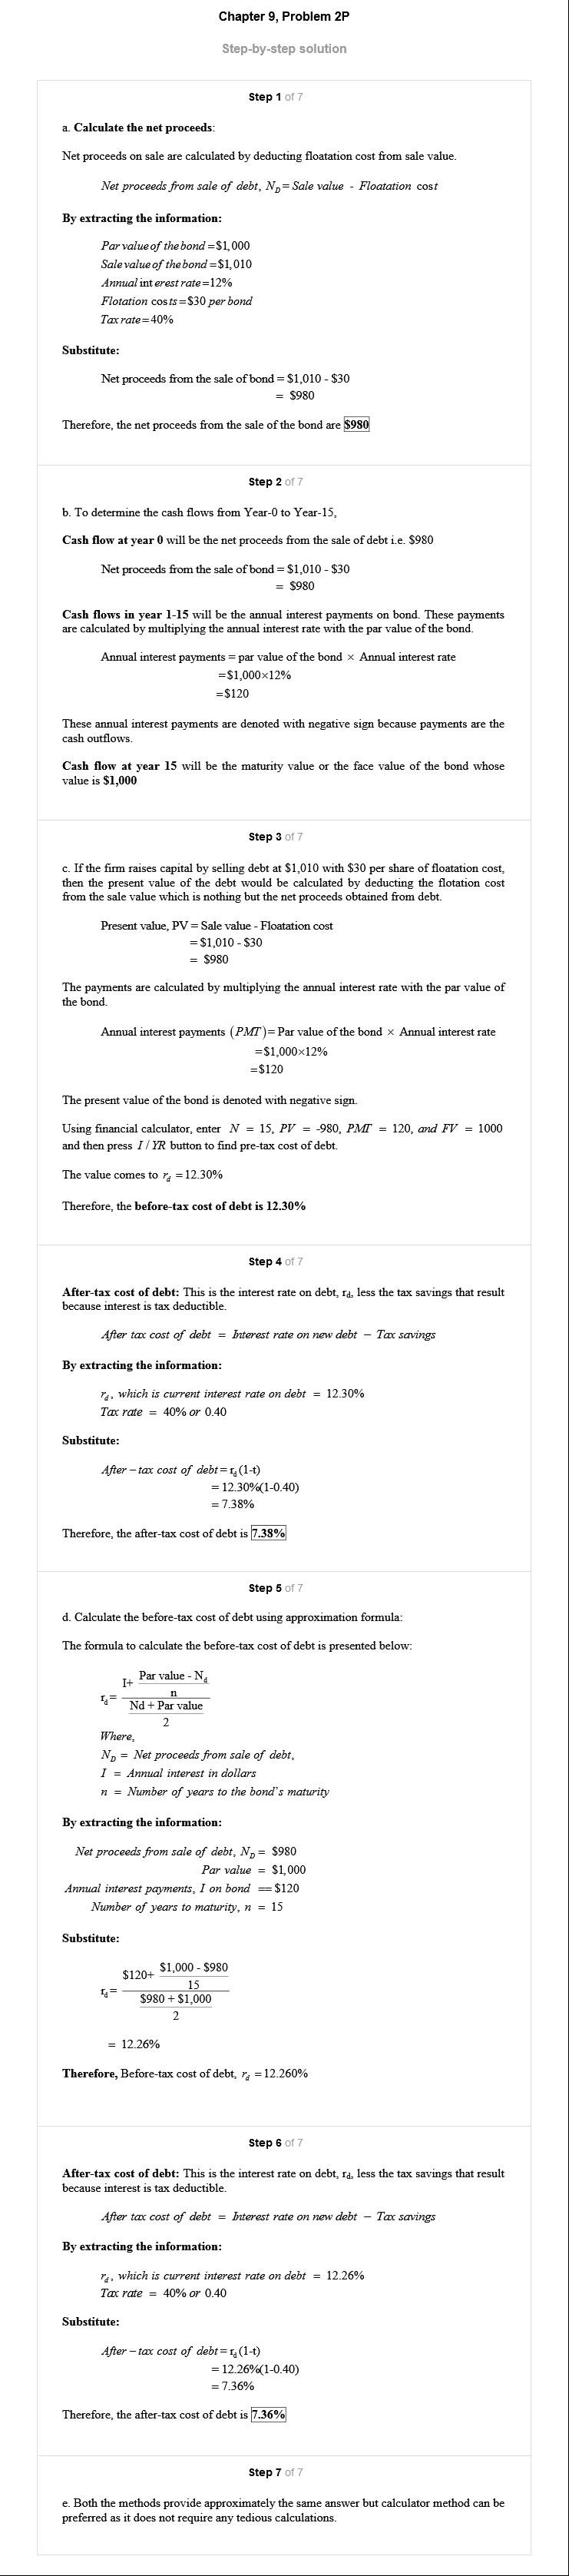 Chapter 9, Problem 2P
Step-by-step solution
Step 1 of 7
a. Calculate the net proceeds:
Net proceeds on sale are calculated by deducting floatation cost from sale value.
Net proceeds from sale of debt, N_D = Sale value - Floatation cost
By extracting the information:
Par value of the bond = $1,000
Sale value of the bond = $1,010
Annual int erest rate = 12%
Flotation cos ts = $30 per bond
Tax rate = 40%
Substitute:
Net proceeds from the sale of bond = $1,010 - $30
= $980
Therefore, the net proceeds from the sale of the bond are $980
Step 2 of 7
b. To determine the cash flows from Year-0 to Year-15,
Cash flow at year 0 will be the net proceeds from the sale of debt i.e. $980
Net proceeds from the sale of bond = $1,010 - $30
= $980
Cash flows in year 1-15 will be the annual interest payments on bond. These payments
are calculated by multiplying the annual interest rate with the par value of the bond.
Annual interest payments = par value of the bond × Annual interest rate
=$1,000×12%
=$120
These annual interest payments are denoted with negative sign because payments are the
cash outflows.
Cash flow at year 15 will be the maturity value or the face value of the bond whose
value is $1,000
Step 3 of 7
c. If the firm raises capital by selling debt at $1,010 with $30 per share of floatation cost,
then the present value of the debt would be calculated by deducting the flotation cost
from the sale value which is nothing but the net proceeds obtained from debt.
Present value, PV = Sale value - Floatation cost
= $1,010 - $30
= $980
The payments are calculated by multiplying the annual interest rate with the par value of
the bond.
Annual interest payments (PMT)= Par value of the bond × Annual interest rate
=$1,000×12%
=$120
The present value of the bond is denoted with negative sign.
Using financial calculator, enter N = 15, PV = -980, PMT = 120, and FV = 1000
and then press I / YR button to find pre-tax cost of debt.
The value comes to r_d = 12.30%
Therefore, the before-tax cost of debt is 12.30%
Step 4 of 7
After-tax cost of debt: This is the interest rate on debt, r_d, less the tax savings that result
because interest is tax deductible.
After tax cost of debt = Interest rate on new debt − Tax savings
By extracting the information:
r_d, which is current interest rate on debt = 12.30%
Tax rate = 40% or 0.40
Substitute:
After – tax cost of debt = r_d (1-t)
= 12.30%(1-0.40)
= 7.38%
Therefore, the after-tax cost of debt is 7.38%
Step 5 of 7
d. Calculate the before-tax cost of debt using approximation formula:
The formula to calculate the before-tax cost of debt is presented below:
Par value - N_d
I+
n
r_d =
Nd + Par value
2
Where,
N_D = Net proceeds from sale of debt,
I = Annual interest in dollars
n = Number of years to the bond's maturity
By extracting the information:
Net proceeds from sale of debt, N_D = $980
Par value = $1,000
Annual interest payments, I on bond == $120
Number of years to maturity, n = 15
Substitute:
$1,000 - $980
$120+
15
r_d =
$980 + $1,000
2
= 12.26%
Therefore, Before-tax cost of debt, r_d = 12.260%
Step 6 of 7
After-tax cost of debt: This is the interest rate on debt, r_d, less the tax savings that result
because interest is tax deductible.
After tax cost of debt = Interest rate on new debt − Tax savings
By extracting the information:
r_d, which is current interest rate on debt = 12.26%
Tax rate = 40% or 0.40
Substitute:
After – tax cost of debt = r_d (1-t)
= 12.26%(1-0.40)
= 7.36%
Therefore, the after-tax cost of debt is 7.36%
Step 7 of 7
e. Both the methods provide approximately the same answer but calculator method can be
preferred as it does not require any tedious calculations.